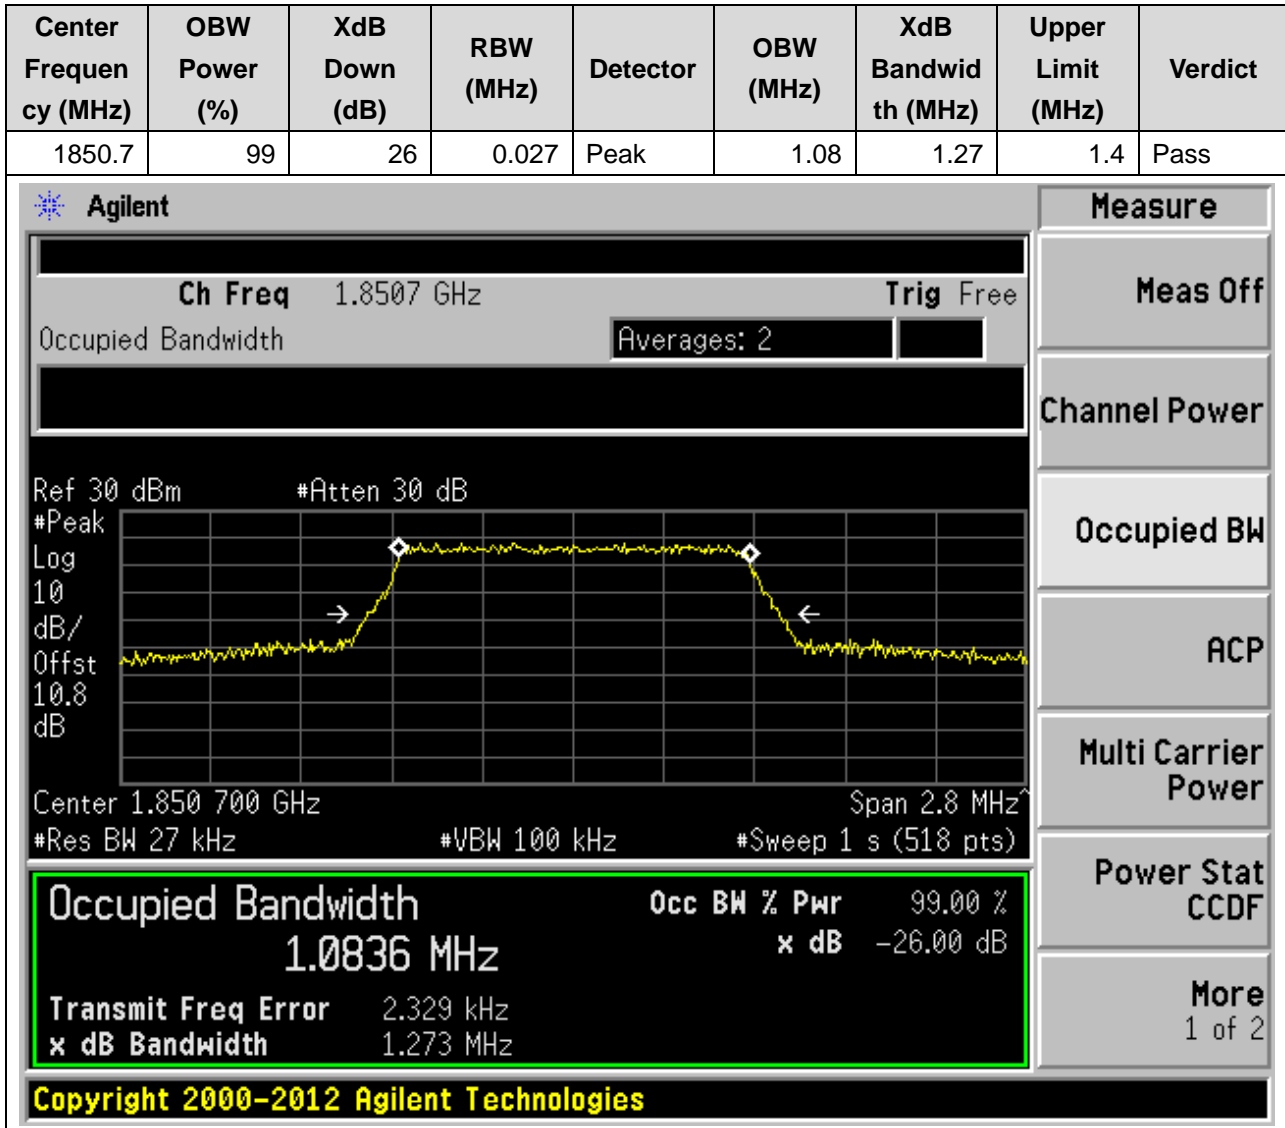 Center Frequen cy (MHz) | OBW Power (%) | XdB Down (dB) | RBW (MHz) | Detector | OBW (MHz) | XdB Bandwid th (MHz) | Upper Limit (MHz) | Verdict
1850.7 | 99 | 26 | 0.027 | Peak | 1.08 | 1.27 | 1.4 | Pass
Agilent
Measure
Ch Freq 1.8507 GHz Trig Free
Occupied Bandwidth Averages: 2
Meas Off
Channel Power
Occupied BW
ACP
Multi Carrier
Power
Power Stat
CCDF
More
1 of 2
Ref 30 dBm #Atten 30 dB
#Peak
Log
10
dB/
Offst
10.8
dB
Center 1.850 700 GHz Span 2.8 MHz^
#Res BW 27 kHz #VBW 100 kHz #Sweep 1 s (518 pts)
Occupied Bandwidth Occ BW % Pwr 99.00 %
1.0836 MHz x dB -26.00 dB
Transmit Freq Error 2.329 kHz
x dB Bandwidth 1.273 MHz
Copyright 2000-2012 Agilent Technologies